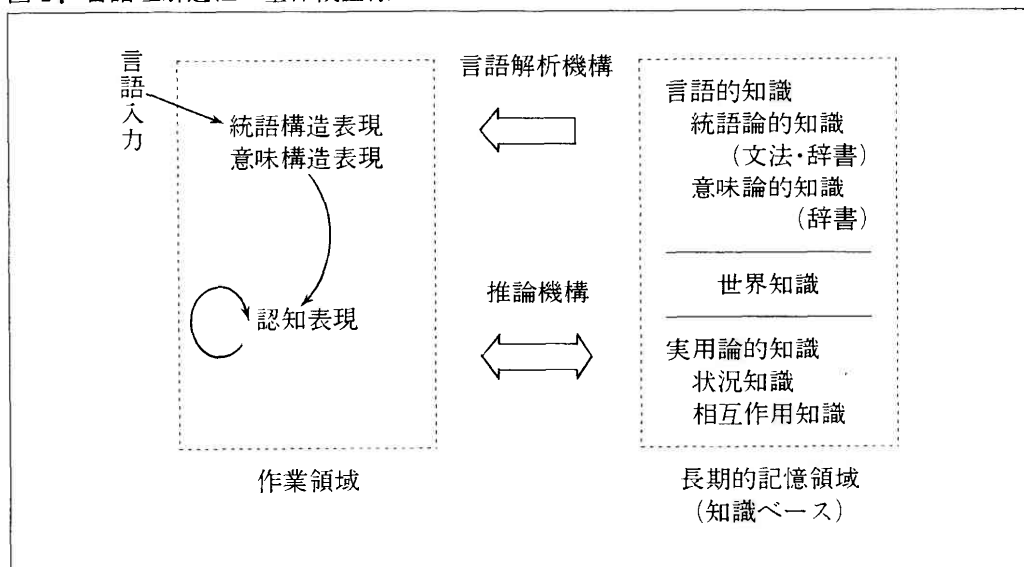 言語入力
統語構造表現
意味構造表現
認知表現
作業領域
言語解析機構
推論機構
言語的知識
統語論的知識
(文法・辞書)
意味論的知識
(辞書)
世界知識
実用論的知識
状況知識
相互作用知識
長期的記憶領域
(知識ベース)